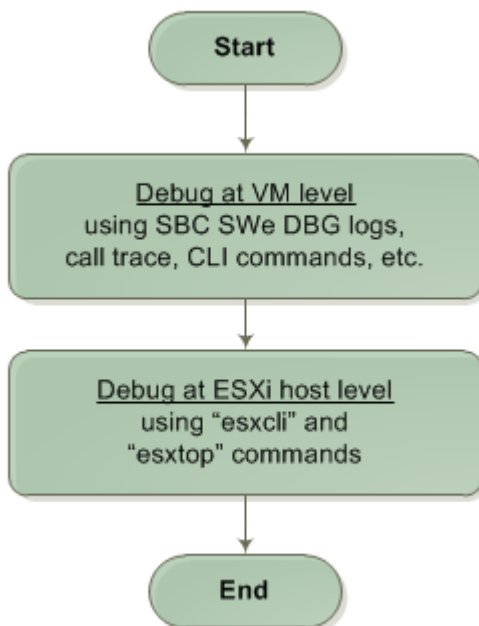 Start
Debug at VM level
using SBC SWe DBG logs,
call trace, CLI commands, etc.
Debug at ESXi host level
using “esxcli” and
“esxtop” commands
End